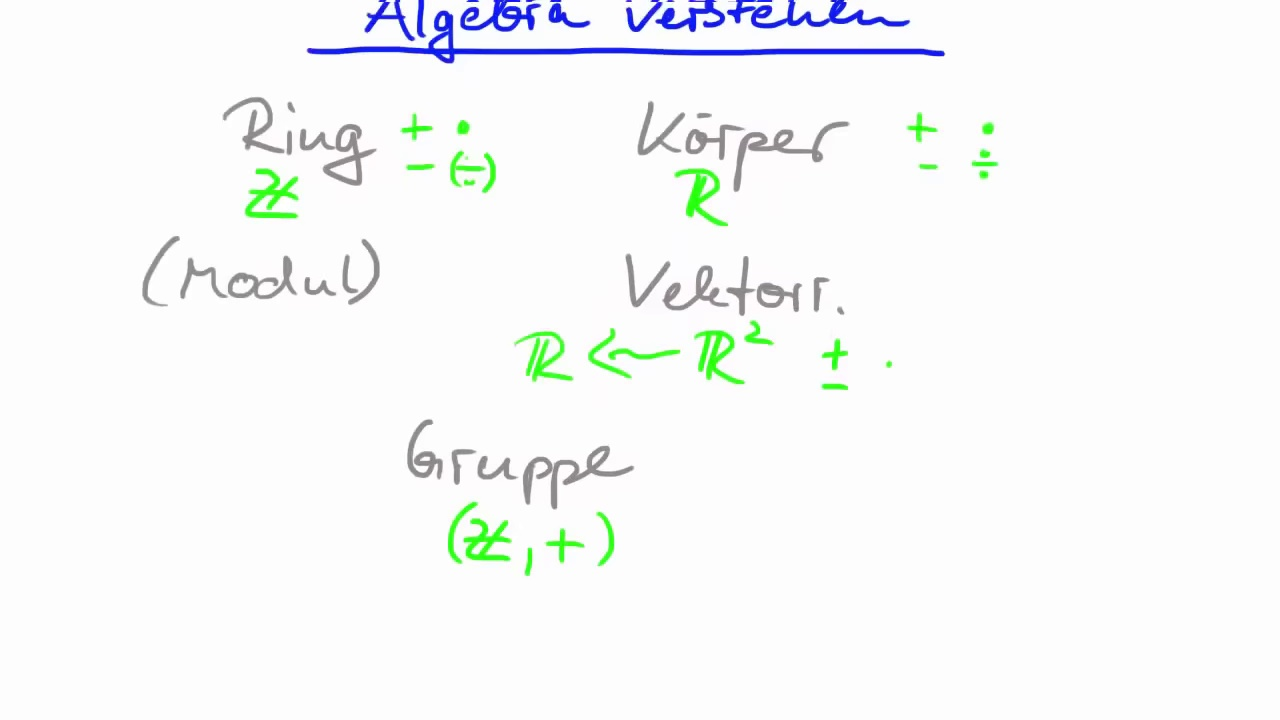 Algebra verstehen
Ring + · Körper + ·
− (÷) − ÷
ℤ ℝ
(Modul) Vektorr.
ℝ ← ℝ² + − ·
Gruppe
(ℤ, +)